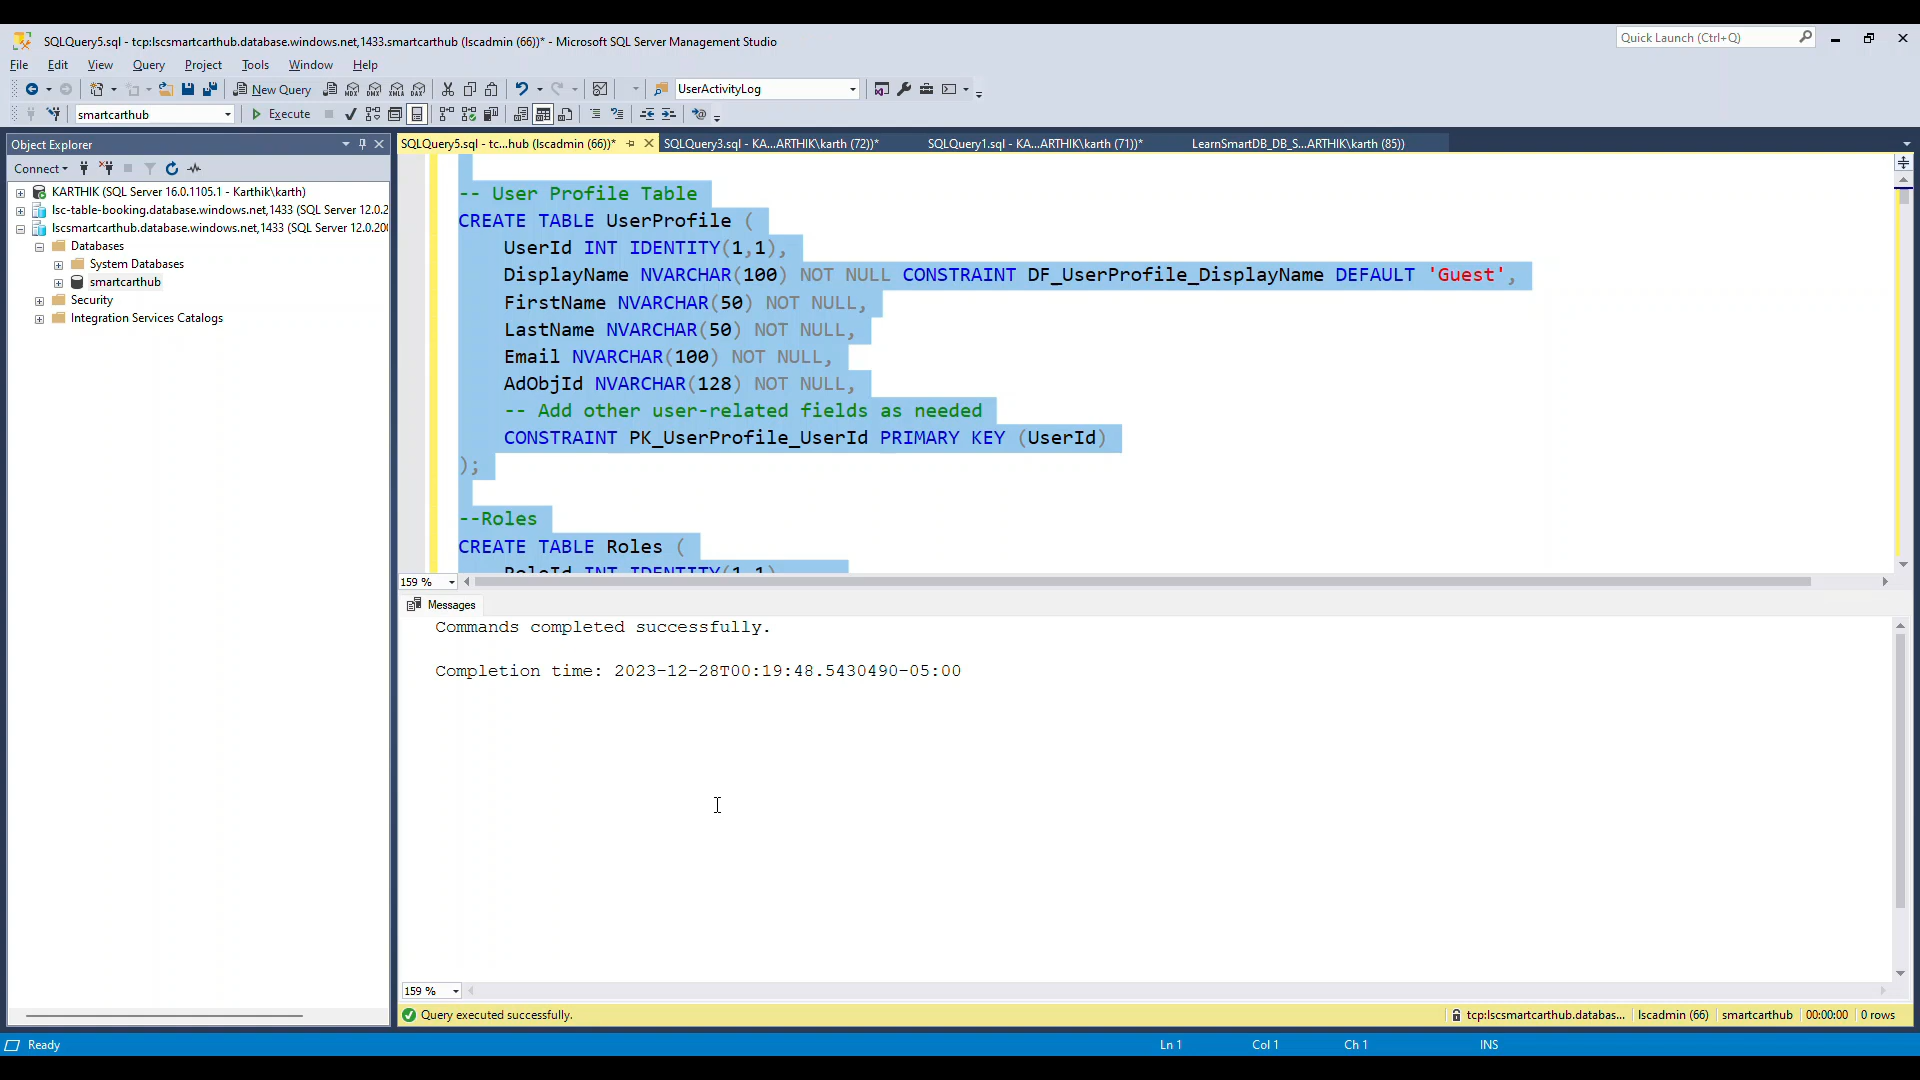 SQLQuery5.sql - tcp:lscsmartcarthub.database.windows.net,1433.smartcarthub (lscadmin (66))* - Microsoft SQL Server Management Studio
Quick Launch (Ctrl+Q)
File Edit View Query Project Tools Window Help
New Query MDX DMX XMLA DAX UserActivityLog
smartcarthub Execute
Object Explorer
SQLQuery5.sql - tc...hub (lscadmin (66))* SQLQuery3.sql - KA...ARTHIK\karth (72))* SQLQuery1.sql - KA...ARTHIK\karth (71))* LearnSmartDB_DB_S...ARTHIK\karth (85))
Connect
KARTHIK (SQL Server 16.0.1105.1 - Karthik\karth)
lsc-table-booking.database.windows.net,1433 (SQL Server 12.0.2
lscsmartcarthub.database.windows.net,1433 (SQL Server 12.0.200
Databases
System Databases
smartcarthub
Security
Integration Services Catalogs
-- User Profile Table
CREATE TABLE UserProfile (
UserId INT IDENTITY(1,1),
DisplayName NVARCHAR(100) NOT NULL CONSTRAINT DF_UserProfile_DisplayName DEFAULT 'Guest',
FirstName NVARCHAR(50) NOT NULL,
LastName NVARCHAR(50) NOT NULL,
Email NVARCHAR(100) NOT NULL,
AdObjId NVARCHAR(128) NOT NULL,
-- Add other user-related fields as needed
CONSTRAINT PK_UserProfile_UserId PRIMARY KEY (UserId)
);
--Roles
CREATE TABLE Roles (
RoleId INT IDENTITY(1,1)
159 %
Messages
Commands completed successfully.
Completion time: 2023-12-28T00:19:48.5430490-05:00
159 %
Query executed successfully. tcp:lscsmartcarthub.databas... lscadmin (66) smartcarthub 00:00:00 0 rows
Ready Ln 1 Col 1 Ch 1 INS